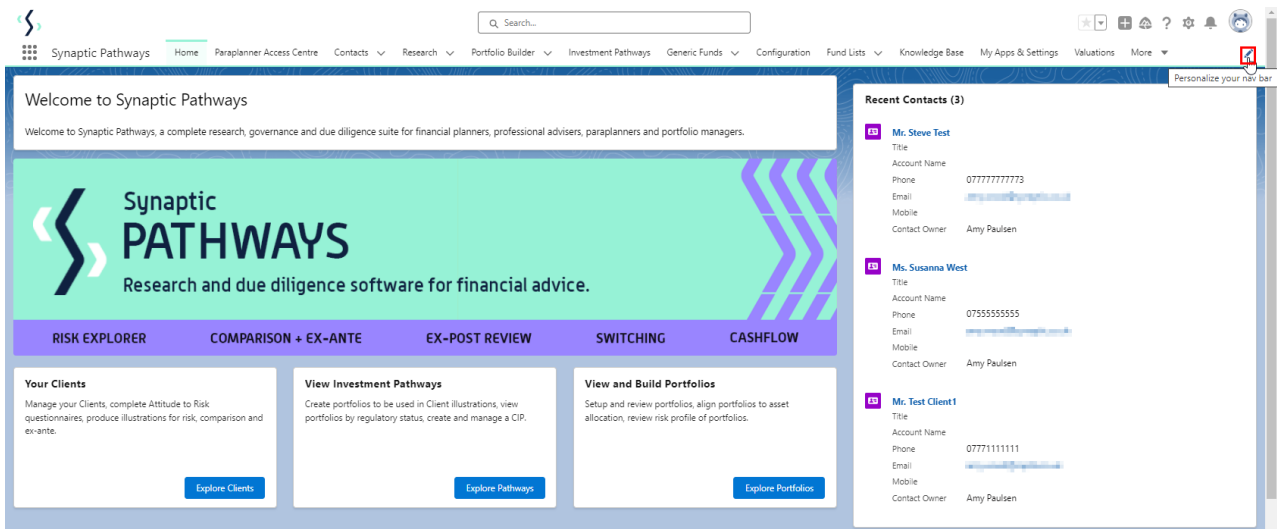 Search...
Synaptic Pathways Home Paraplanner Access Centre Contacts Research Portfolio Builder Investment Pathways Generic Funds Configuration Fund Lists Knowledge Base My Apps & Settings Valuations More
Personalize your nav bar
Welcome to Synaptic Pathways
Welcome to Synaptic Pathways, a complete research, governance and due diligence suite for financial planners, professional advisers, paraplanners and portfolio managers.
Synaptic
PATHWAYS
Research and due diligence software for financial advice.
RISK EXPLORER COMPARISON + EX-ANTE EX-POST REVIEW SWITCHING CASHFLOW
Your Clients
Manage your Clients, complete Attitude to Risk
questionnaires, produce illustrations for risk, comparison and
ex-ante.
Explore Clients
View Investment Pathways
Create portfolios to be used in Client illustrations, view
portfolios by regulatory status, create and manage a CIP.
Explore Pathways
View and Build Portfolios
Setup and review portfolios, align portfolios to asset
allocation, review risk profile of portfolios.
Explore Portfolios
Recent Contacts (3)
Mr. Steve Test
Title
Account Name
Phone 077777777773
Email
Mobile
Contact Owner Amy Paulsen
Ms. Susanna West
Title
Account Name
Phone 07555555555
Email
Mobile
Contact Owner Amy Paulsen
Mr. Test Client1
Title
Account Name
Phone 07771111111
Email
Mobile
Contact Owner Amy Paulsen